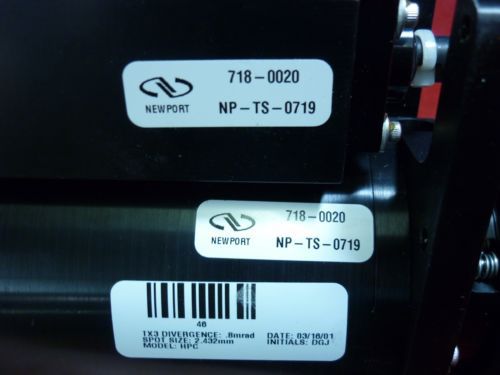 718-0020
NEWPORT NP-TS-0719
718-0020
NEWPORT NP-TS-0719
46
TX3 DIVERGENCE: .8mrad DATE: 03/16/01
SPOT SIZE: 2.432mm INITIALS: DGJ
MODEL: HPC